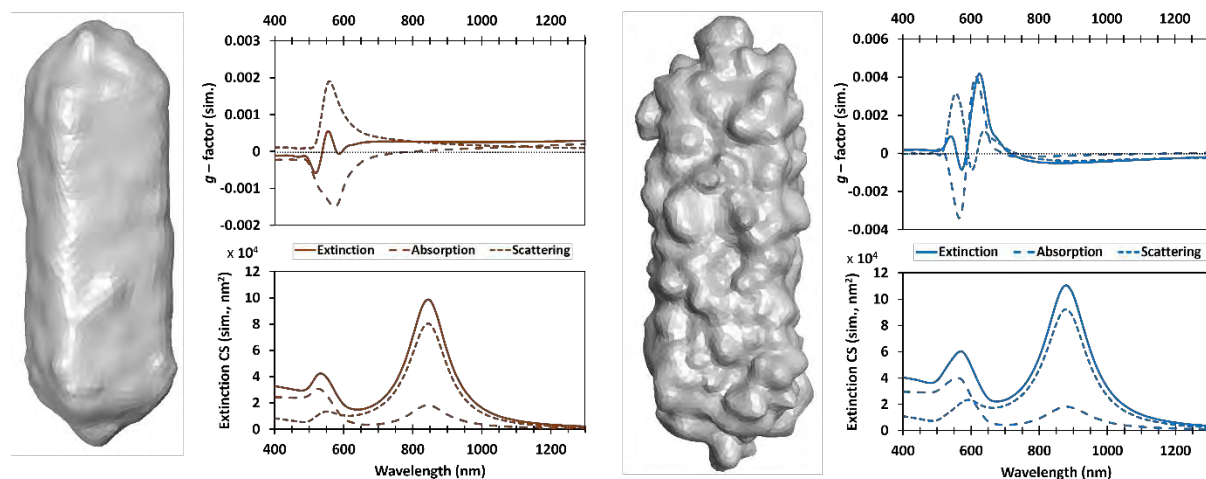 400 600 800 1000 1200
0.003
0.002
0.001
0
-0.001
-0.002
g – factor (sim.)
Extinction Absorption Scattering
x 10⁴
12
10
8
6
4
2
0
Extinction CS (sim., nm²)
400 600 800 1000 1200
Wavelength (nm)
400 600 800 1000 1200
0.006
0.004
0.002
0.000
-0.002
-0.004
g – factor (sim.)
Extinction Absorption Scattering
x 10⁴
12
10
8
6
4
2
0
Extinction CS (sim., nm²)
400 600 800 1000 1200
Wavelength (nm)